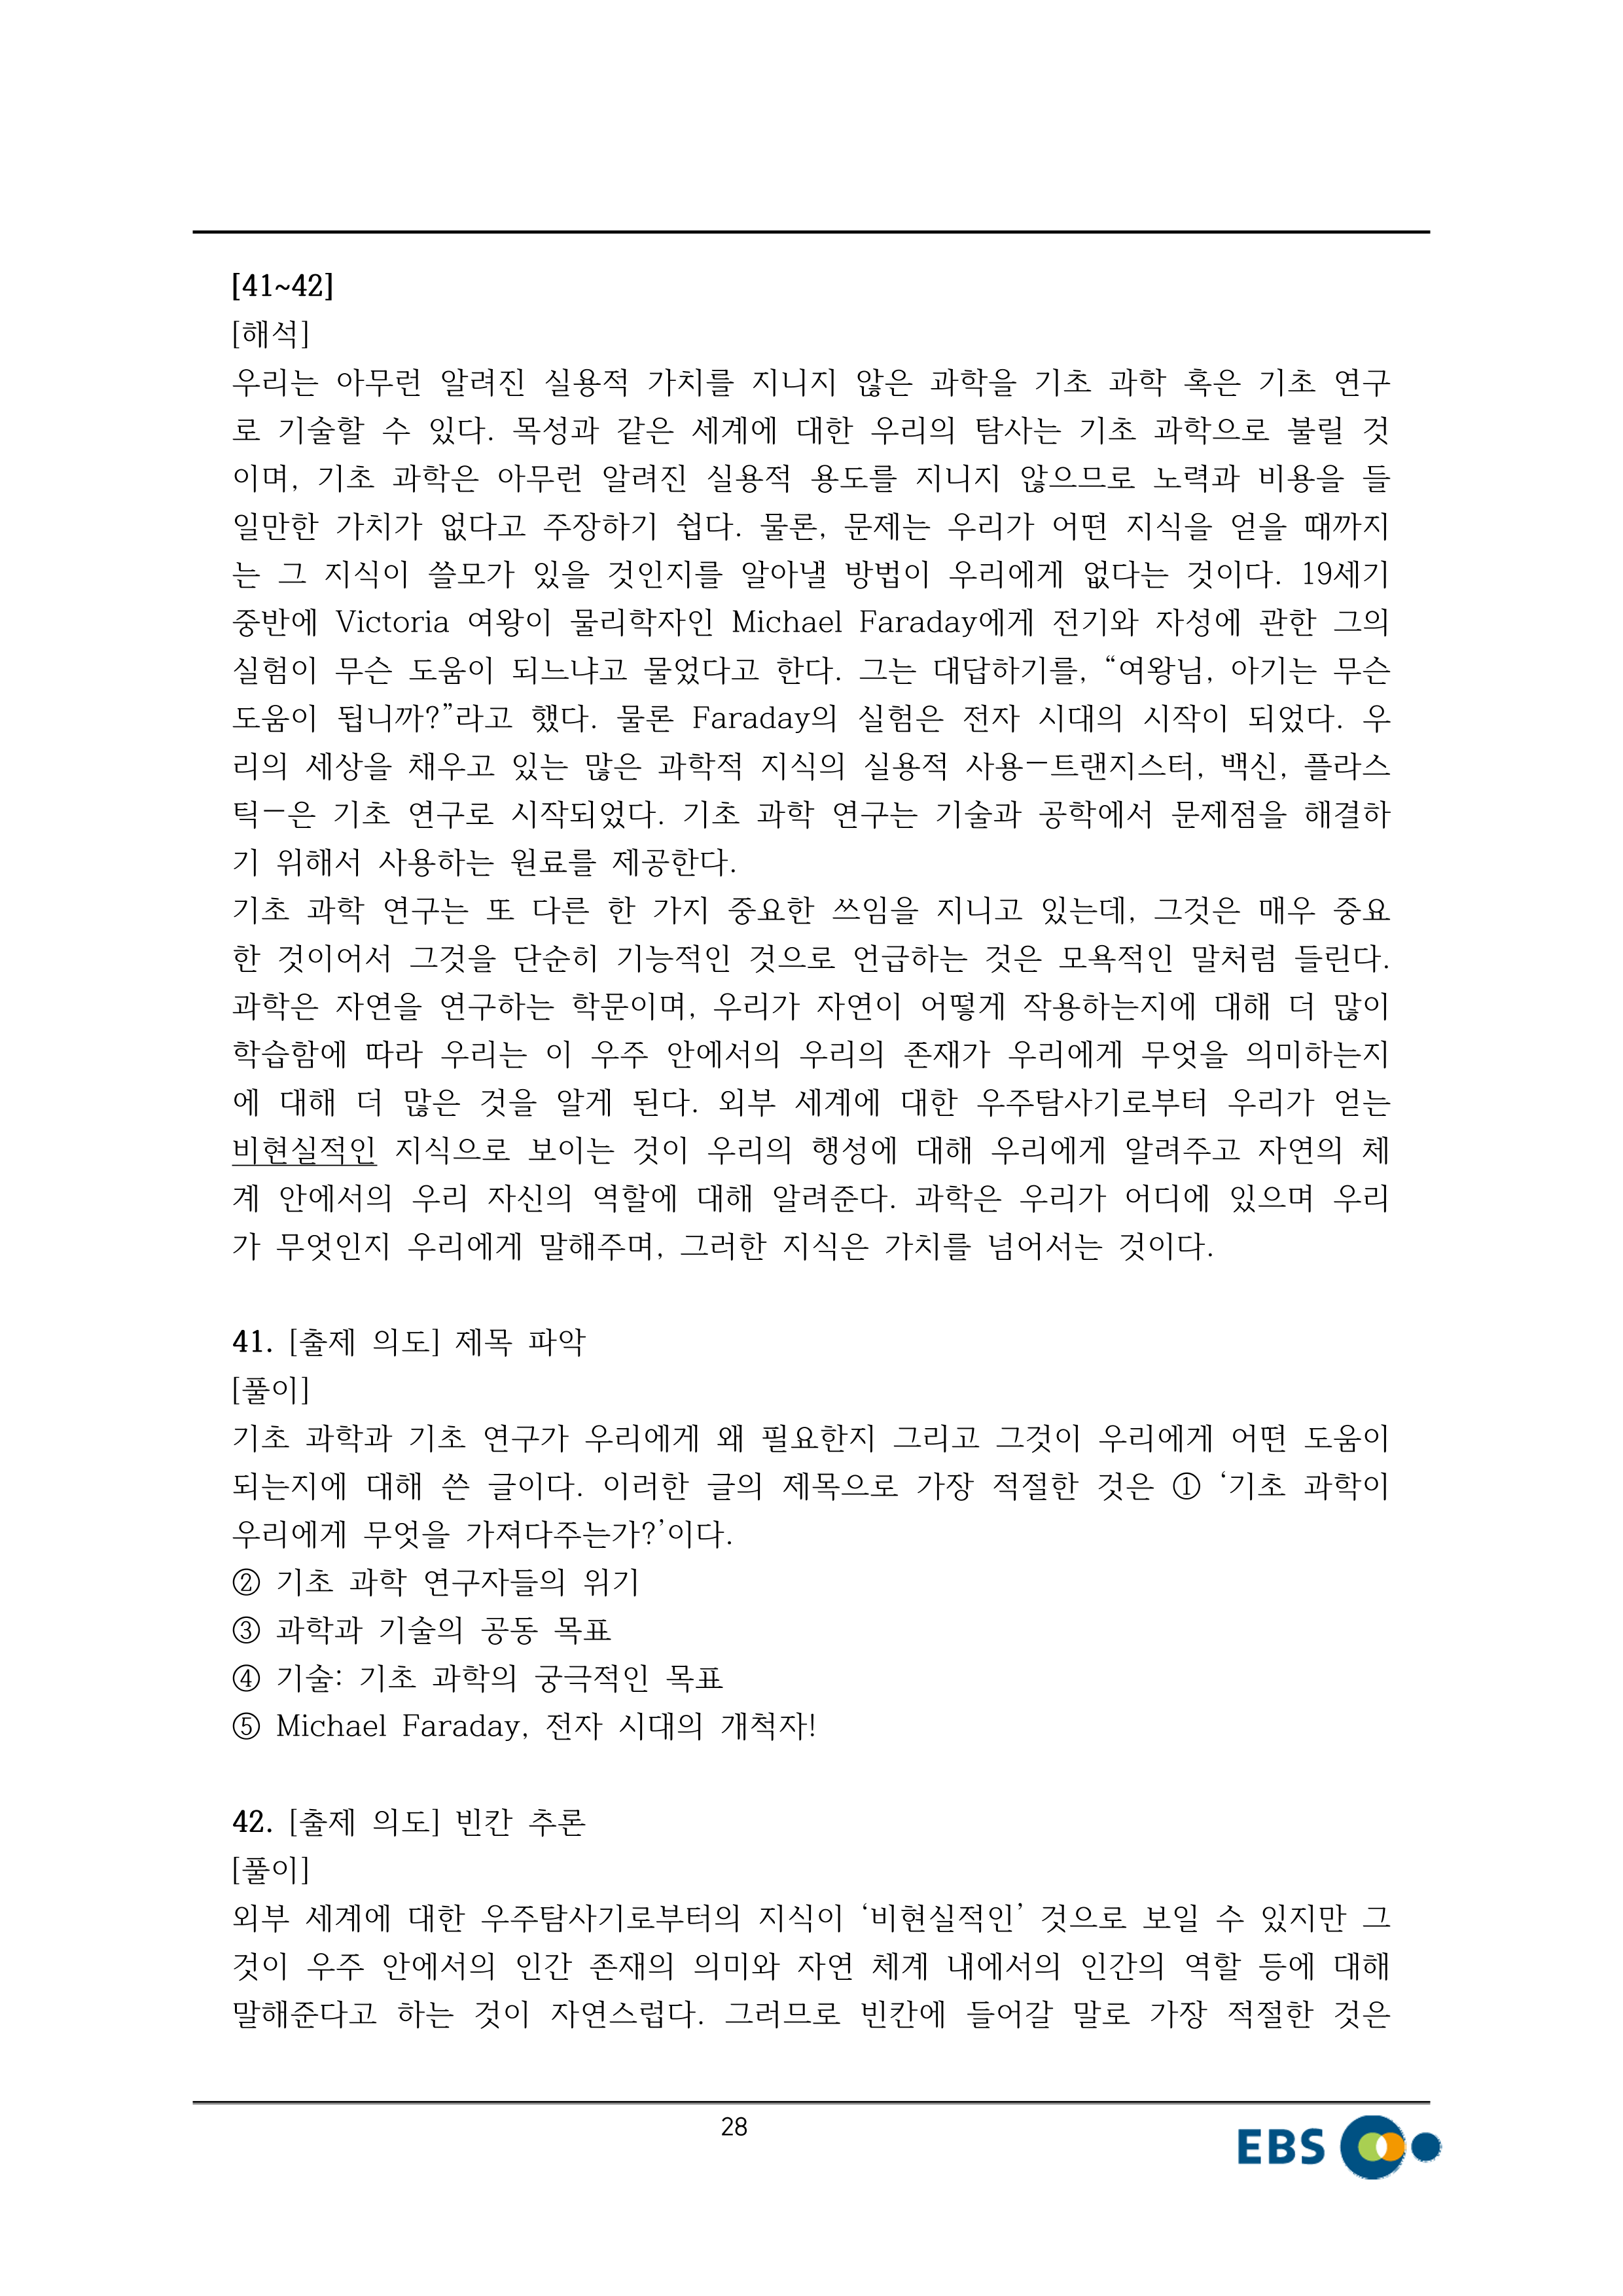 [41~42]
[해석]
우리는 아무런 알려진 실용적 가치를 지니지 않은 과학을 기초 과학 혹은 기초 연구
로 기술할 수 있다. 목성과 같은 세계에 대한 우리의 탐사는 기초 과학으로 불릴 것
이며, 기초 과학은 아무런 알려진 실용적 용도를 지니지 않으므로 노력과 비용을 들
일만한 가치가 없다고 주장하기 쉽다. 물론, 문제는 우리가 어떤 지식을 얻을 때까지
는 그 지식이 쓸모가 있을 것인지를 알아낼 방법이 우리에게 없다는 것이다. 19세기
중반에 Victoria 여왕이 물리학자인 Michael Faraday에게 전기와 자성에 관한 그의
실험이 무슨 도움이 되느냐고 물었다고 한다. 그는 대답하기를, “여왕님, 아기는 무슨
도움이 됩니까?”라고 했다. 물론 Faraday의 실험은 전자 시대의 시작이 되었다. 우
리의 세상을 채우고 있는 많은 과학적 지식의 실용적 사용-트랜지스터, 백신, 플라스
틱-은 기초 연구로 시작되었다. 기초 과학 연구는 기술과 공학에서 문제점을 해결하
기 위해서 사용하는 원료를 제공한다.
기초 과학 연구는 또 다른 한 가지 중요한 쓰임을 지니고 있는데, 그것은 매우 중요
한 것이어서 그것을 단순히 기능적인 것으로 언급하는 것은 모욕적인 말처럼 들린다.
과학은 자연을 연구하는 학문이며, 우리가 자연이 어떻게 작용하는지에 대해 더 많이
학습함에 따라 우리는 이 우주 안에서의 우리의 존재가 우리에게 무엇을 의미하는지
에 대해 더 많은 것을 알게 된다. 외부 세계에 대한 우주탐사기로부터 우리가 얻는
비현실적인 지식으로 보이는 것이 우리의 행성에 대해 우리에게 알려주고 자연의 체
계 안에서의 우리 자신의 역할에 대해 알려준다. 과학은 우리가 어디에 있으며 우리
가 무엇인지 우리에게 말해주며, 그러한 지식은 가치를 넘어서는 것이다.
41. [출제 의도] 제목 파악
[풀이]
기초 과학과 기초 연구가 우리에게 왜 필요한지 그리고 그것이 우리에게 어떤 도움이
되는지에 대해 쓴 글이다. 이러한 글의 제목으로 가장 적절한 것은 ① ‘기초 과학이
우리에게 무엇을 가져다주는가?’이다.
② 기초 과학 연구자들의 위기
③ 과학과 기술의 공동 목표
④ 기술: 기초 과학의 궁극적인 목표
⑤ Michael Faraday, 전자 시대의 개척자!
42. [출제 의도] 빈칸 추론
[풀이]
외부 세계에 대한 우주탐사기로부터의 지식이 ‘비현실적인’ 것으로 보일 수 있지만 그
것이 우주 안에서의 인간 존재의 의미와 자연 체계 내에서의 인간의 역할 등에 대해
말해준다고 하는 것이 자연스럽다. 그러므로 빈칸에 들어갈 말로 가장 적절한 것은
28
EBS